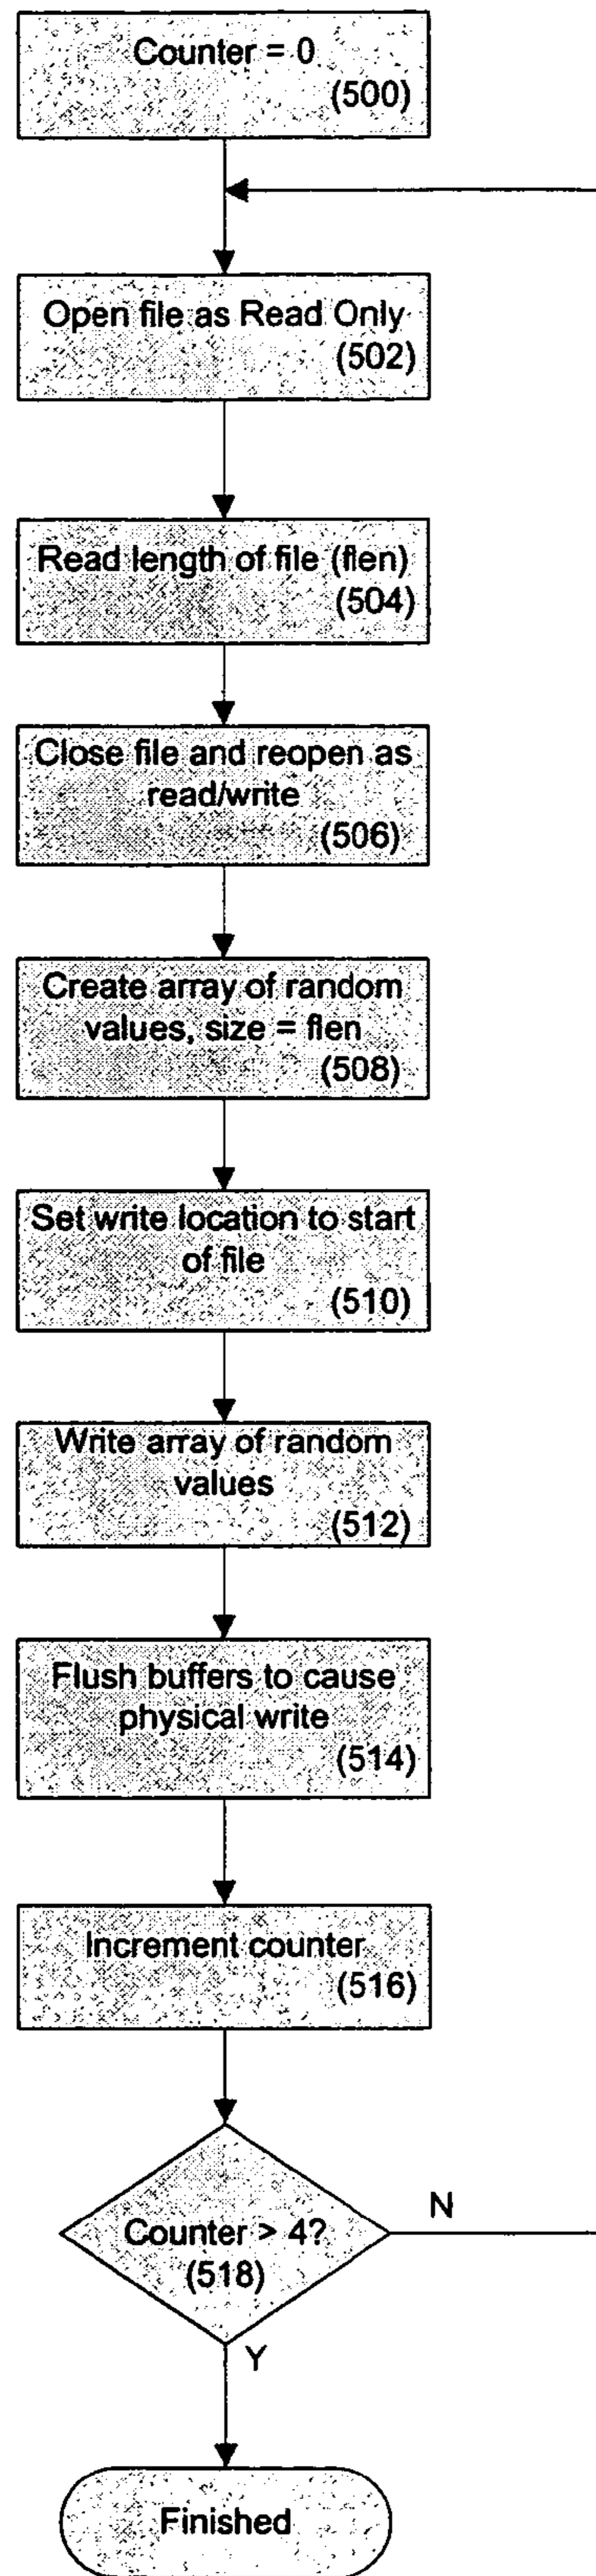 Counter = 0
(500)
Open file as Read Only
(502)
Read length of file (flen)
(504)
Close file and reopen as
read/write
(506)
Create array of random
values, size = flen
(508)
Set write location to start
of file
(510)
Write array of random
values
(512)
Flush buffers to cause
physical write
(514)
Increment counter
(516)
Counter > 4?
(518)
N
Y
Finished